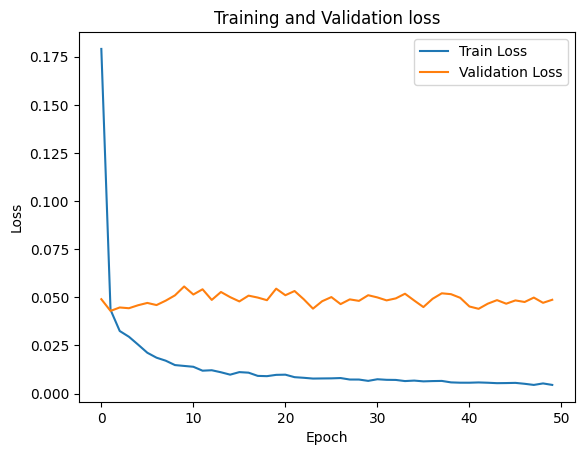 Training and Validation loss
Train Loss
Validation Loss
Loss
0.175
0.150
0.125
0.100
0.075
0.050
0.025
0.000
0 10 20 30 40 50
Epoch